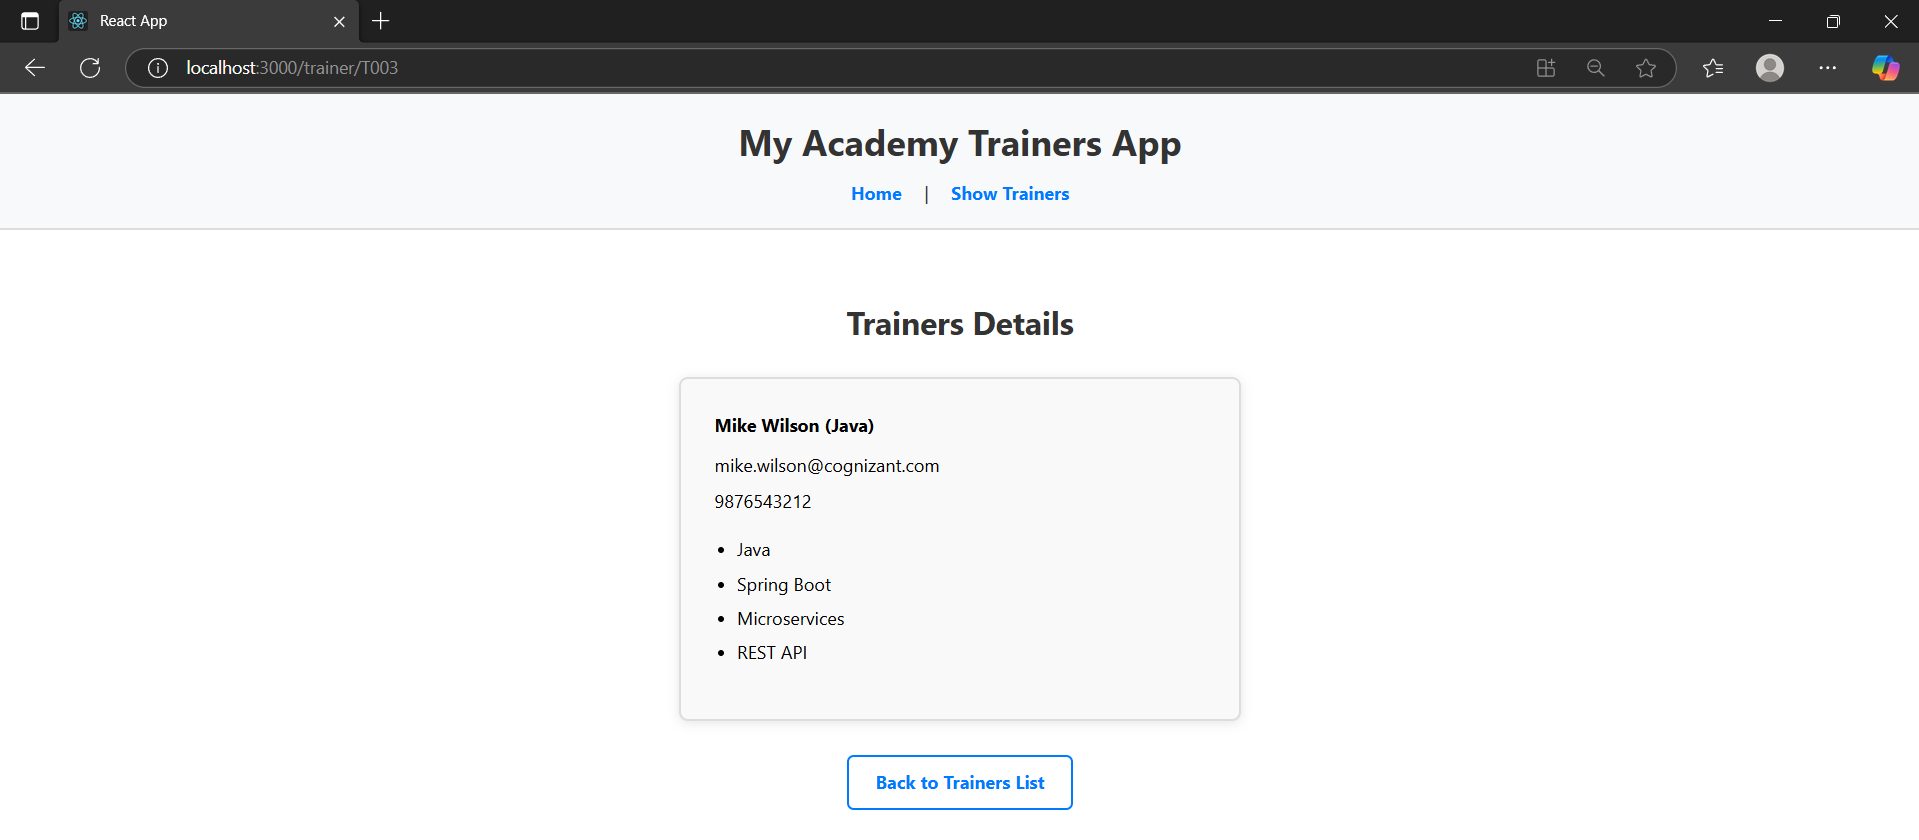 React App
localhost:3000/trainer/T003
My Academy Trainers App
Home | Show Trainers
Trainers Details
Mike Wilson (Java)
mike.wilson@cognizant.com
9876543212
• Java
• Spring Boot
• Microservices
• REST API
Back to Trainers List